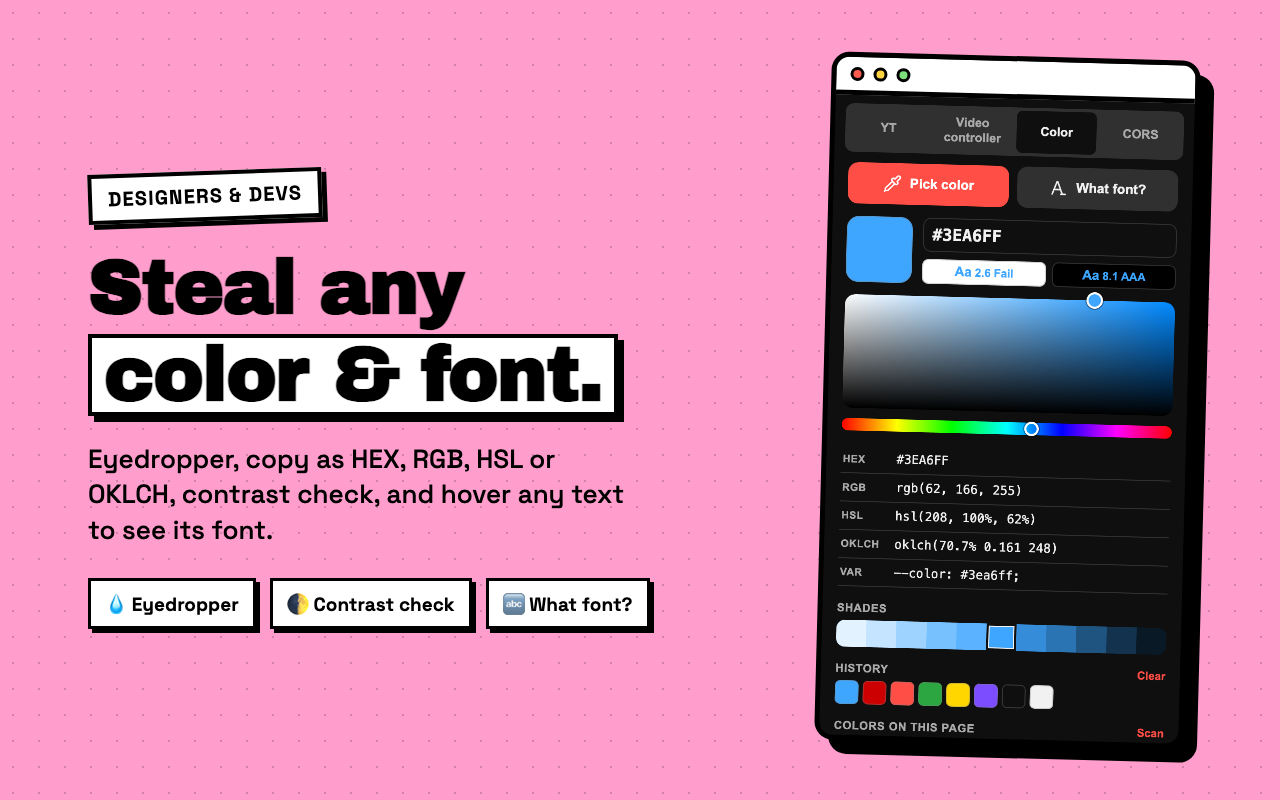 DESIGNERS & DEVS
Steal any
color & font.
Eyedropper, copy as HEX, RGB, HSL or
OKLCH, contrast check, and hover any text
to see its font.
💧 Eyedropper
🌓 Contrast check
🔤 What font?
YT
Video
controller
Color
CORS
Pick color
What font?
#3EA6FF
Aa 2.6 Fail
Aa 8.1 AAA
HEX #3EA6FF
RGB rgb(62, 166, 255)
HSL hsl(208, 100%, 62%)
OKLCH oklch(70.7% 0.161 248)
VAR --color: #3ea6ff;
SHADES
HISTORY
Clear
COLORS ON THIS PAGE
Scan